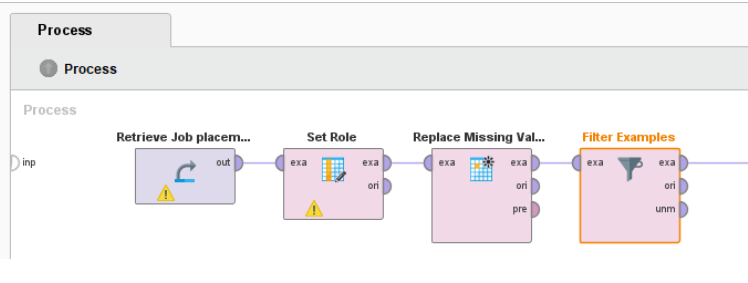 Process
Process
Process
Retrieve Job placem... Set Role Replace Missing Val... Filter Examples
inp out exa exa exa exa exa exa
ori ori ori
pre unm